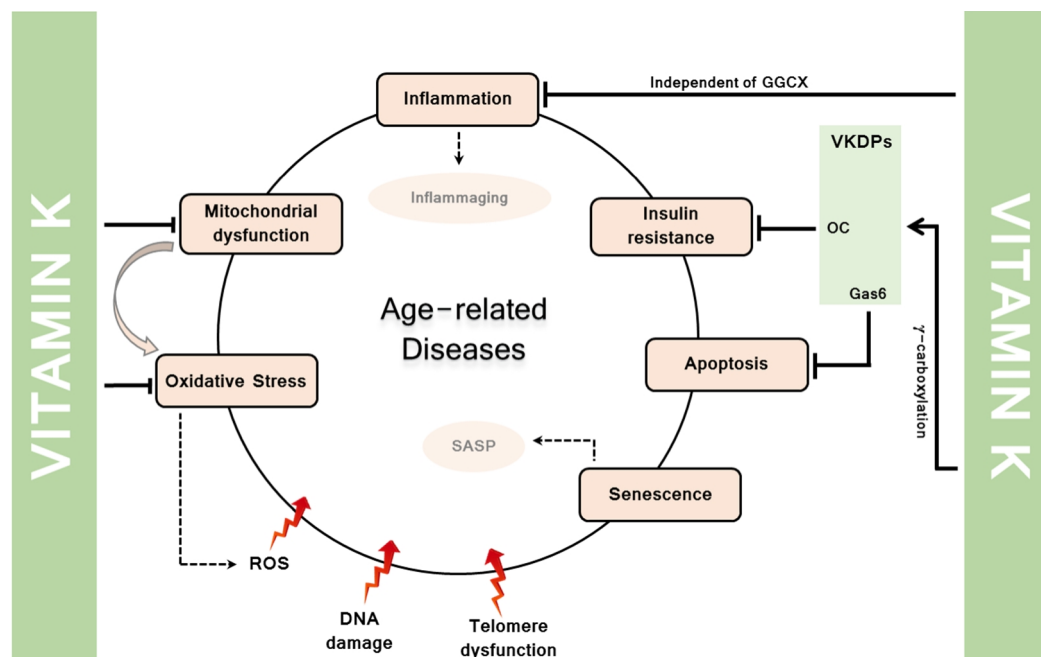 VITAMIN K
Inflammation
Independent of GGCX
VKDPs
Inflammaging
Mitochondrial
dysfunction
Insulin
resistance
OC
Gas6
Age-related
Diseases
Oxidative Stress
Apoptosis
γ-carboxylation
SASP
Senescence
ROS
DNA
damage
Telomere
dysfunction
VITAMIN K